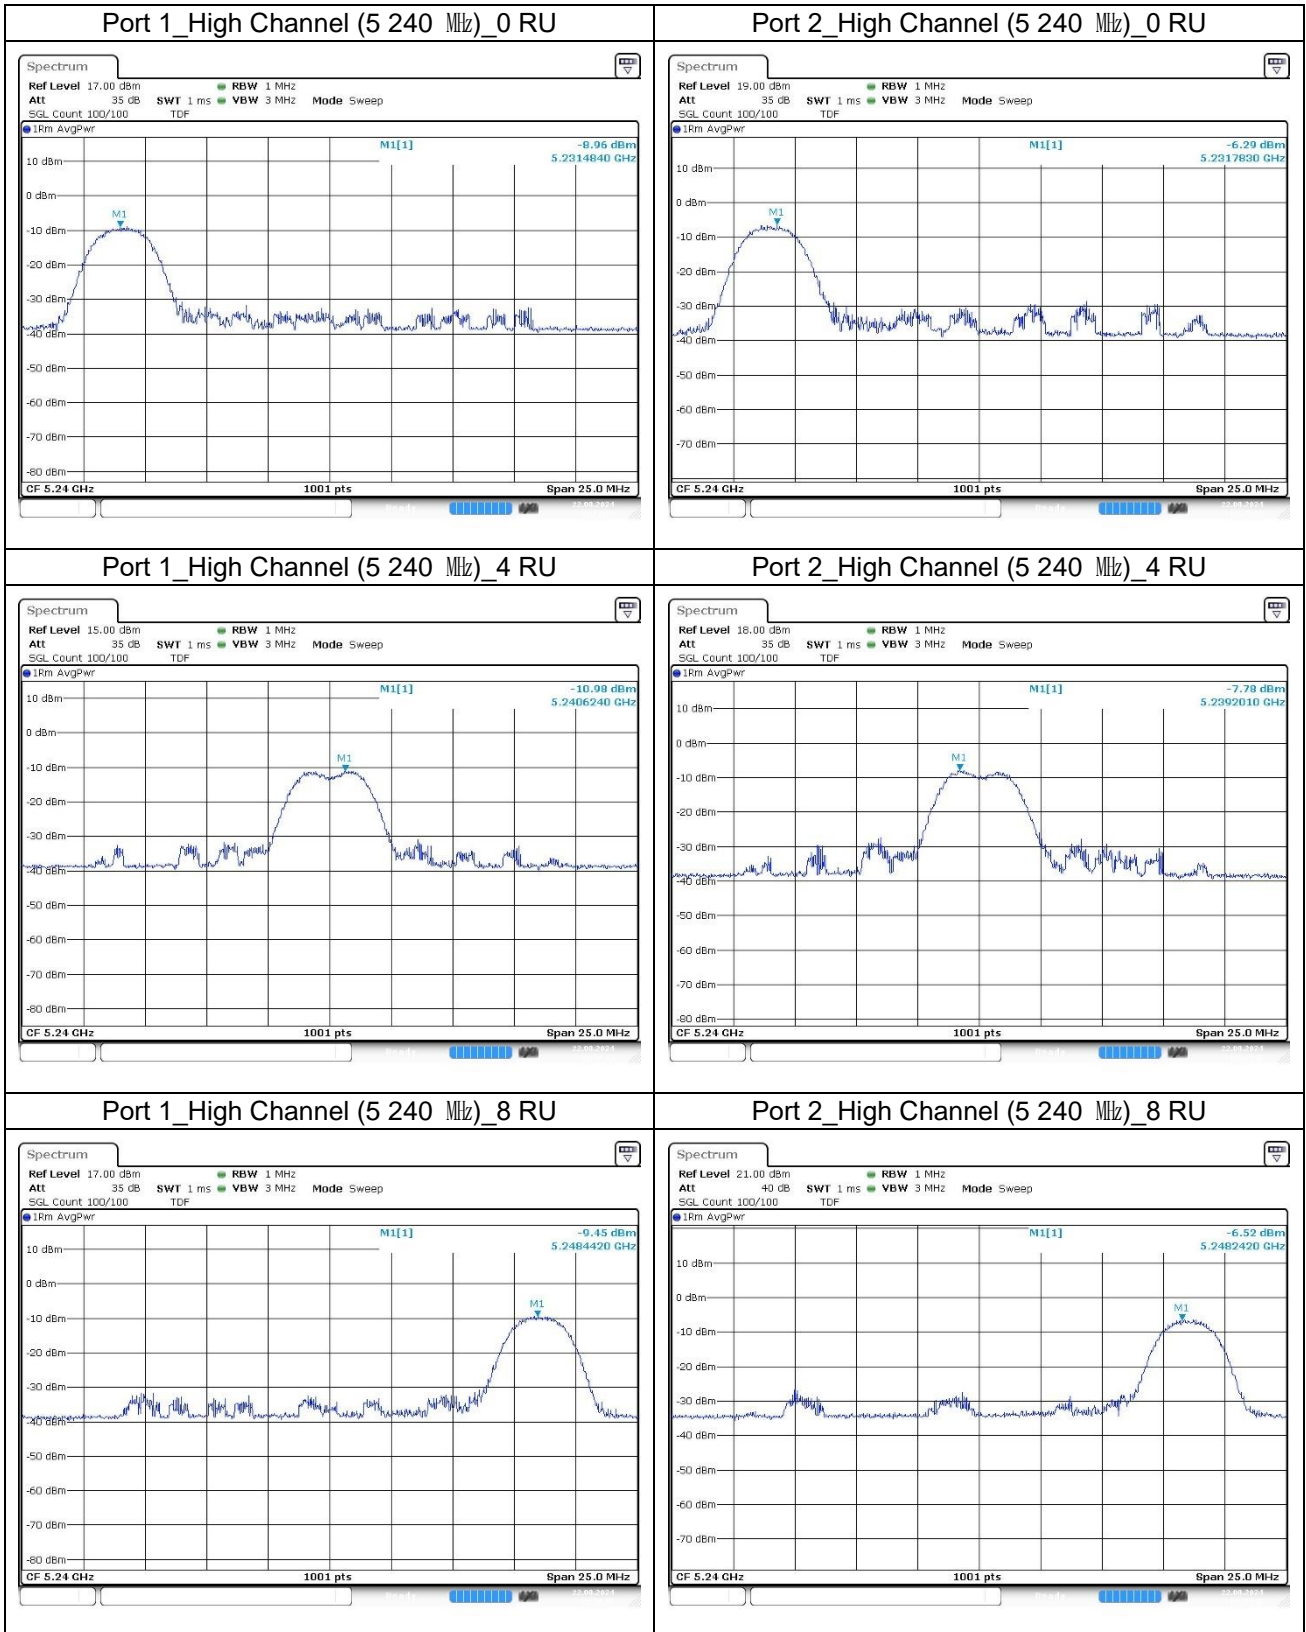 Port 1_High Channel (5 240 ㎒)_0 RU
Spectrum
Ref Level 17.00 dBm RBW 1 MHz
Att 35 dB SWT 1 ms VBW 3 MHz Mode Sweep
SGL Count 100/100 TDF
1Rm AvgPwr
M1[1] -8.96 dBm
5.2314840 GHz
10 dBm
0 dBm
M1
-10 dBm
-20 dBm
-30 dBm
-40 dBm
-50 dBm
-60 dBm
-70 dBm
-80 dBm
CF 5.24 GHz 1001 pts Span 25.0 MHz
Port 2_High Channel (5 240 ㎒)_0 RU
Spectrum
Ref Level 19.00 dBm RBW 1 MHz
Att 35 dB SWT 1 ms VBW 3 MHz Mode Sweep
SGL Count 100/100 TDF
1Rm AvgPwr
M1[1] -6.29 dBm
5.2317830 GHz
10 dBm
0 dBm
M1
-10 dBm
-20 dBm
-30 dBm
-40 dBm
-50 dBm
-60 dBm
-70 dBm
CF 5.24 GHz 1001 pts Span 25.0 MHz
Port 1_High Channel (5 240 ㎒)_4 RU
Spectrum
Ref Level 15.00 dBm RBW 1 MHz
Att 35 dB SWT 1 ms VBW 3 MHz Mode Sweep
SGL Count 100/100 TDF
1Rm AvgPwr
M1[1] -10.98 dBm
5.2406240 GHz
10 dBm
0 dBm
M1
-10 dBm
-20 dBm
-30 dBm
-40 dBm
-50 dBm
-60 dBm
-70 dBm
-80 dBm
CF 5.24 GHz 1001 pts Span 25.0 MHz
Port 2_High Channel (5 240 ㎒)_4 RU
Spectrum
Ref Level 18.00 dBm RBW 1 MHz
Att 35 dB SWT 1 ms VBW 3 MHz Mode Sweep
SGL Count 100/100 TDF
1Rm AvgPwr
M1[1] -7.78 dBm
5.2392010 GHz
10 dBm
0 dBm
M1
-10 dBm
-20 dBm
-30 dBm
-40 dBm
-50 dBm
-60 dBm
-70 dBm
-80 dBm
CF 5.24 GHz 1001 pts Span 25.0 MHz
Port 1_High Channel (5 240 ㎒)_8 RU
Spectrum
Ref Level 17.00 dBm RBW 1 MHz
Att 35 dB SWT 1 ms VBW 3 MHz Mode Sweep
SGL Count 100/100 TDF
1Rm AvgPwr
M1[1] -9.45 dBm
5.2484420 GHz
10 dBm
0 dBm
M1
-10 dBm
-20 dBm
-30 dBm
-40 dBm
-50 dBm
-60 dBm
-70 dBm
-80 dBm
CF 5.24 GHz 1001 pts Span 25.0 MHz
Port 2_High Channel (5 240 ㎒)_8 RU
Spectrum
Ref Level 21.00 dBm RBW 1 MHz
Att 40 dB SWT 1 ms VBW 3 MHz Mode Sweep
SGL Count 100/100 TDF
1Rm AvgPwr
M1[1] -6.52 dBm
5.2482420 GHz
10 dBm
0 dBm
M1
-10 dBm
-20 dBm
-30 dBm
-40 dBm
-50 dBm
-60 dBm
-70 dBm
CF 5.24 GHz 1001 pts Span 25.0 MHz